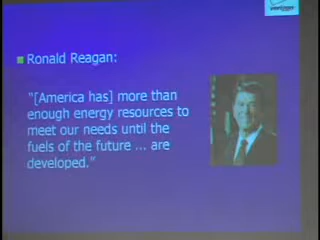 Ronald Reagan:
"[America has] more than
enough energy resources to
meet our needs until the
fuels of the future ... are
developed."